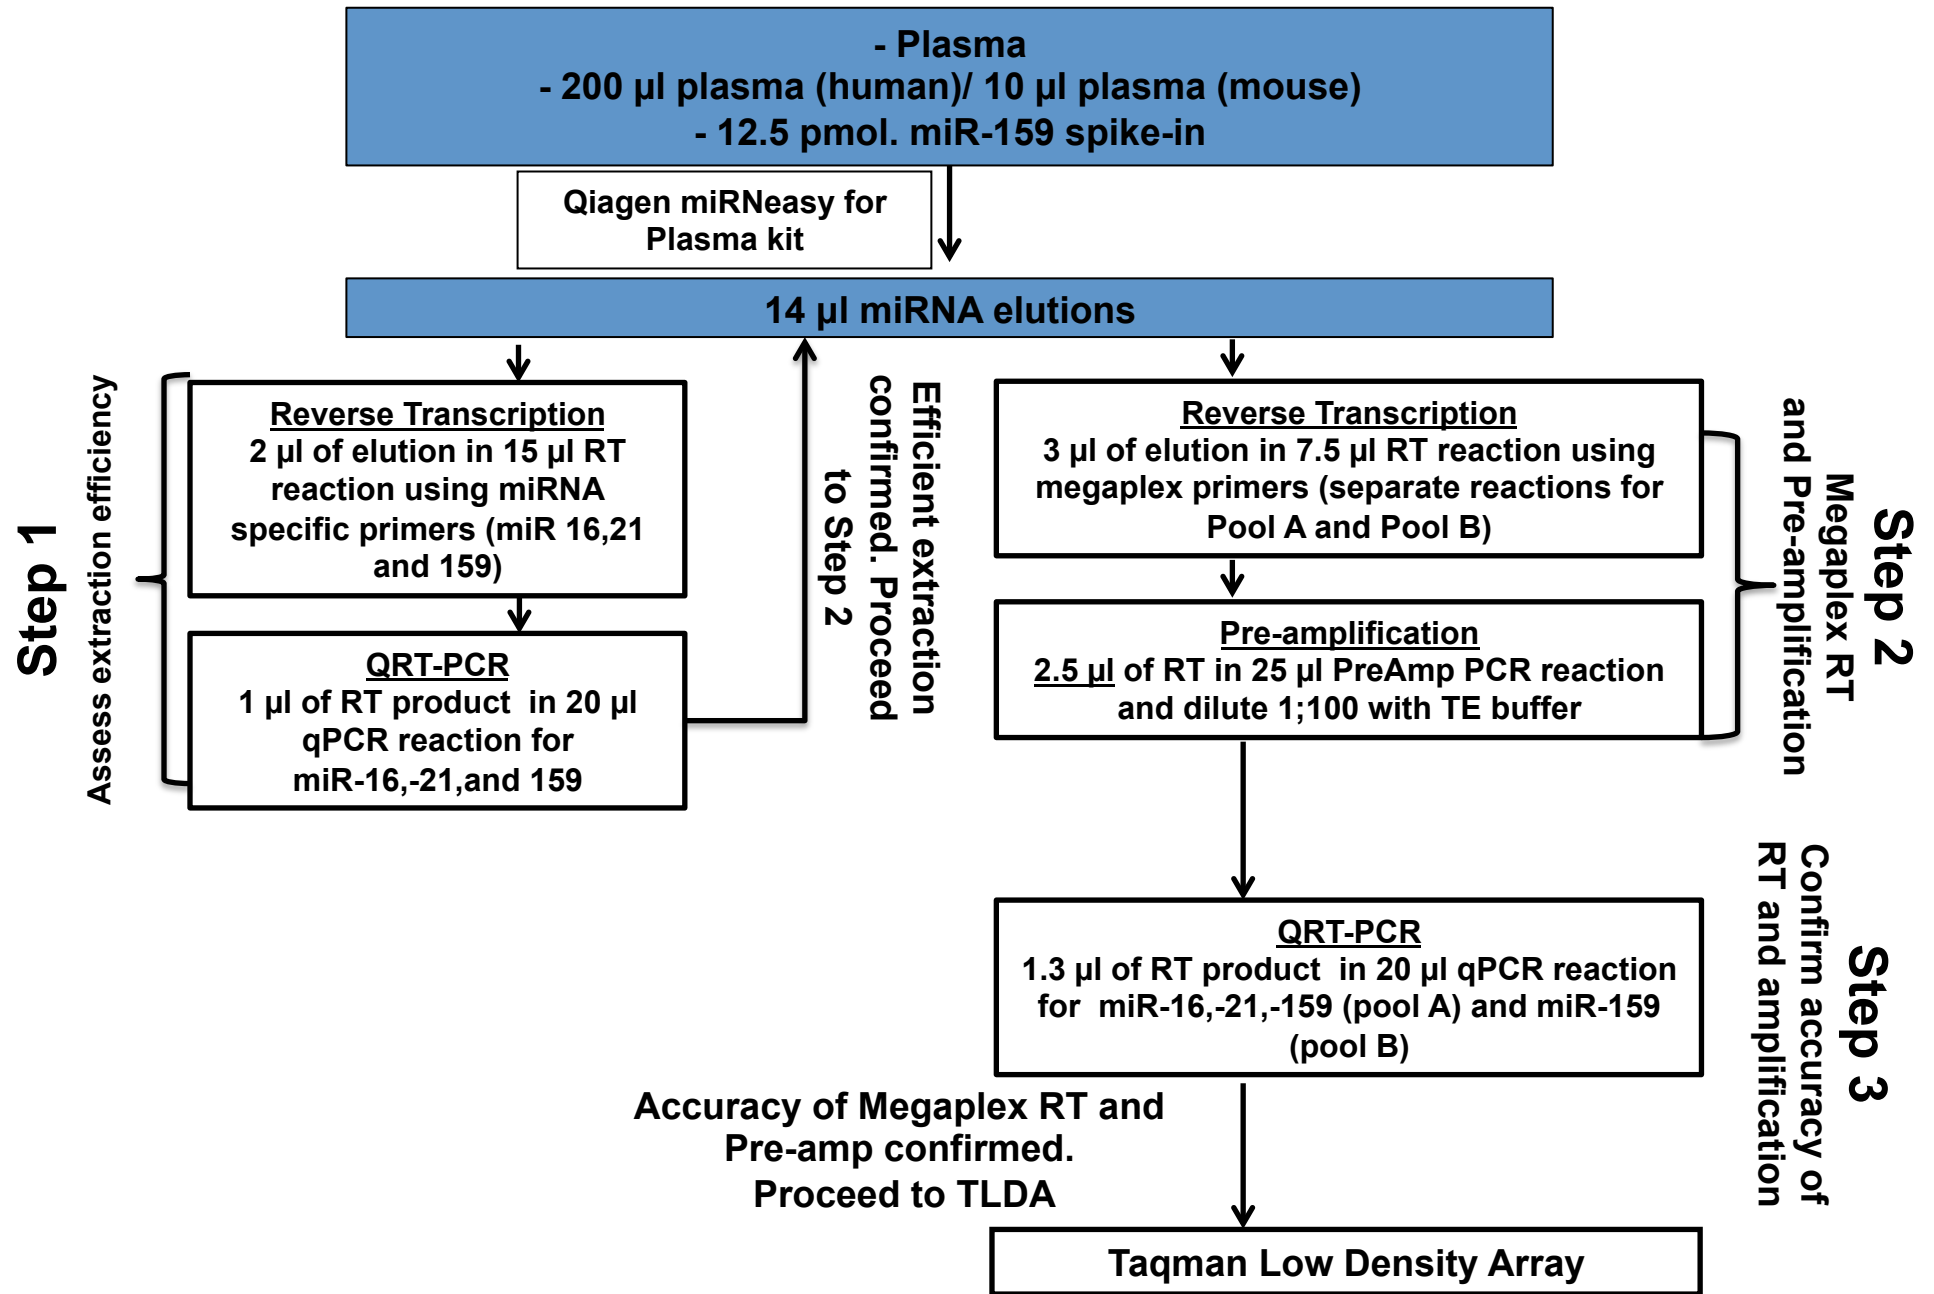 - Plasma
- 200 µl plasma (human)/ 10 µl plasma (mouse)
- 12.5 pmol. miR-159 spike-in
Qiagen miRNeasy for
Plasma kit
14 µl miRNA elutions
Step 1
Assess extraction efficiency
Reverse Transcription
2 µl of elution in 15 µl RT
reaction using miRNA
specific primers (miR 16,21
and 159)
QRT-PCR
1 µl of RT product in 20 µl
qPCR reaction for
miR-16,-21,and 159
Efficient extraction
confirmed. Proceed
to Step 2
Reverse Transcription
3 µl of elution in 7.5 µl RT reaction using
megaplex primers (separate reactions for
Pool A and Pool B)
Pre-amplification
2.5 µl of RT in 25 µl PreAmp PCR reaction
and dilute 1;100 with TE buffer
Step 2
Megaplex RT
and Pre-amplification
QRT-PCR
1.3 µl of RT product in 20 µl qPCR reaction
for miR-16,-21,-159 (pool A) and miR-159
(pool B)
Step 3
Confirm accuracy of
RT and amplification
Accuracy of Megaplex RT and
Pre-amp confirmed.
Proceed to TLDA
Taqman Low Density Array